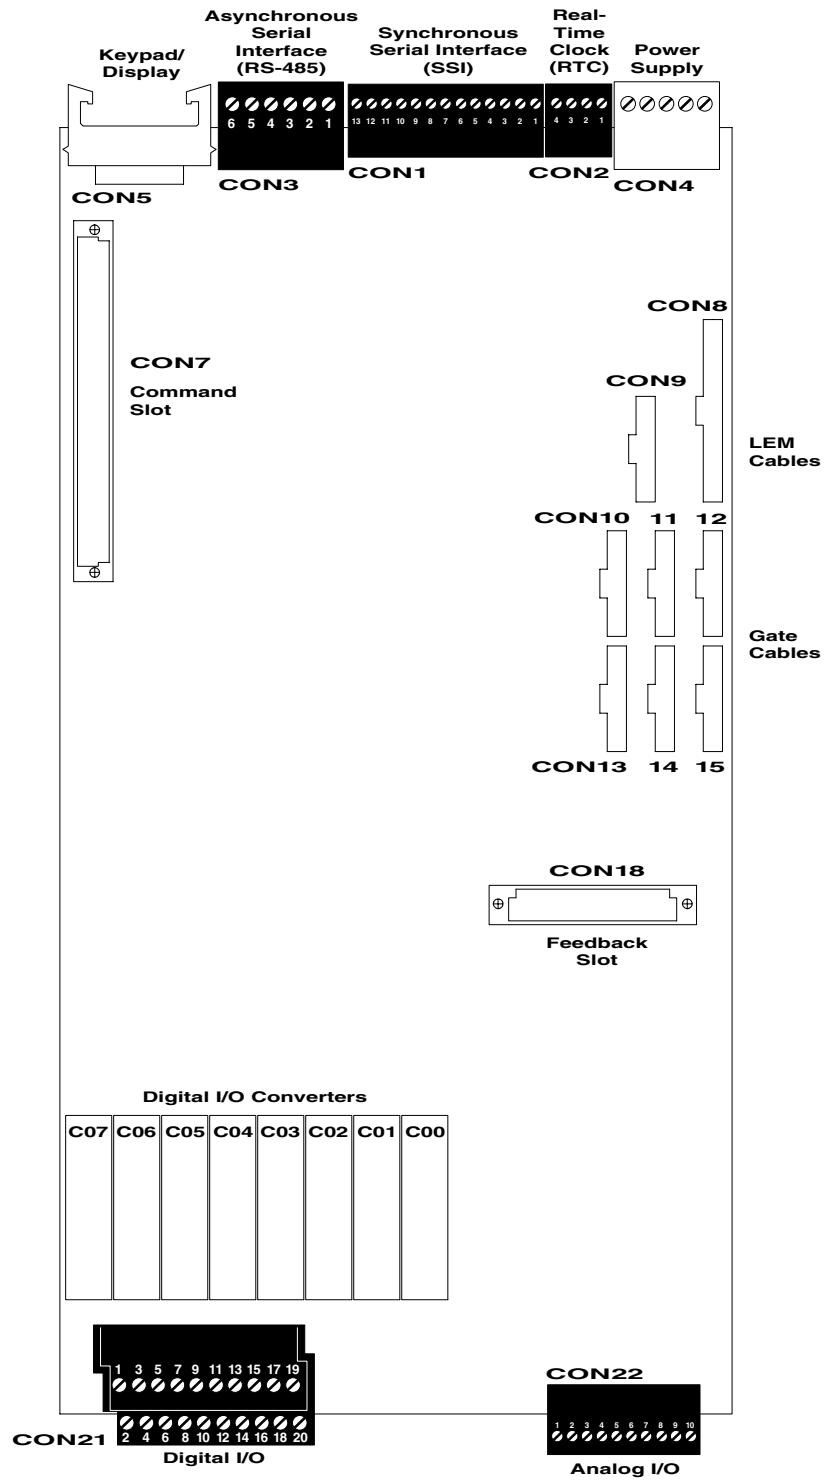 Keypad/
Display
Asynchronous
Serial
Interface
(RS-485)
Synchronous
Serial Interface
(SSI)
Real-
Time
Clock
(RTC)
Power
Supply
6 5 4 3 2 1
13 12 11 10 9 8 7 6 5 4 3 2 1
4 3 2 1
CON5
CON3
CON1
CON2
CON4
CON7
Command
Slot
CON8
CON9
LEM
Cables
CON10 11 12
Gate
Cables
CON13 14 15
CON18
Feedback
Slot
Digital I/O Converters
C07 C06 C05 C04 C03 C02 C01 C00
1 3 5 7 9 11 13 15 17 19
CON21
2 4 6 8 10 12 14 16 18 20
Digital I/O
CON22
1 2 3 4 5 6 7 8 9 10
Analog I/O